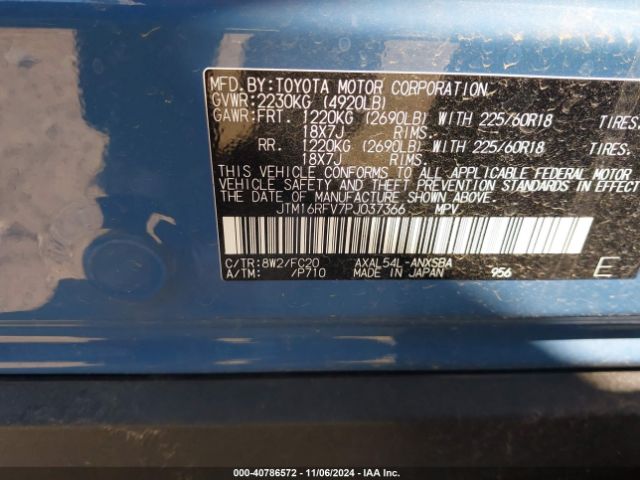 MFD.BY:TOYOTA MOTOR CORPORATION
GVWR:2230KG (4920LB)
GAWR:FRT. 1220KG (2690LB) WITH 225/60R18 TIRES.
18X7J RIMS.
RR. 1220KG (2690LB) WITH 225/60R18 TIRES.
18X7J RIMS.
THIS VEHICLE CONFORMS TO ALL APPLICABLE FEDERAL MOTOR
VEHICLE SAFETY AND THEFT PREVENTION STANDARDS IN EFFECT
THE DATE OF MANUFACTURE SHOWN ABOVE.
JTM16RFV7PJ037366 MPV
C/TR:8W2/FC20 AXAL54L-ANXSBA
A/TM: /P710 MADE IN JAPAN 956 E
00-40786572 - 11/06/2024 - IAA Inc.